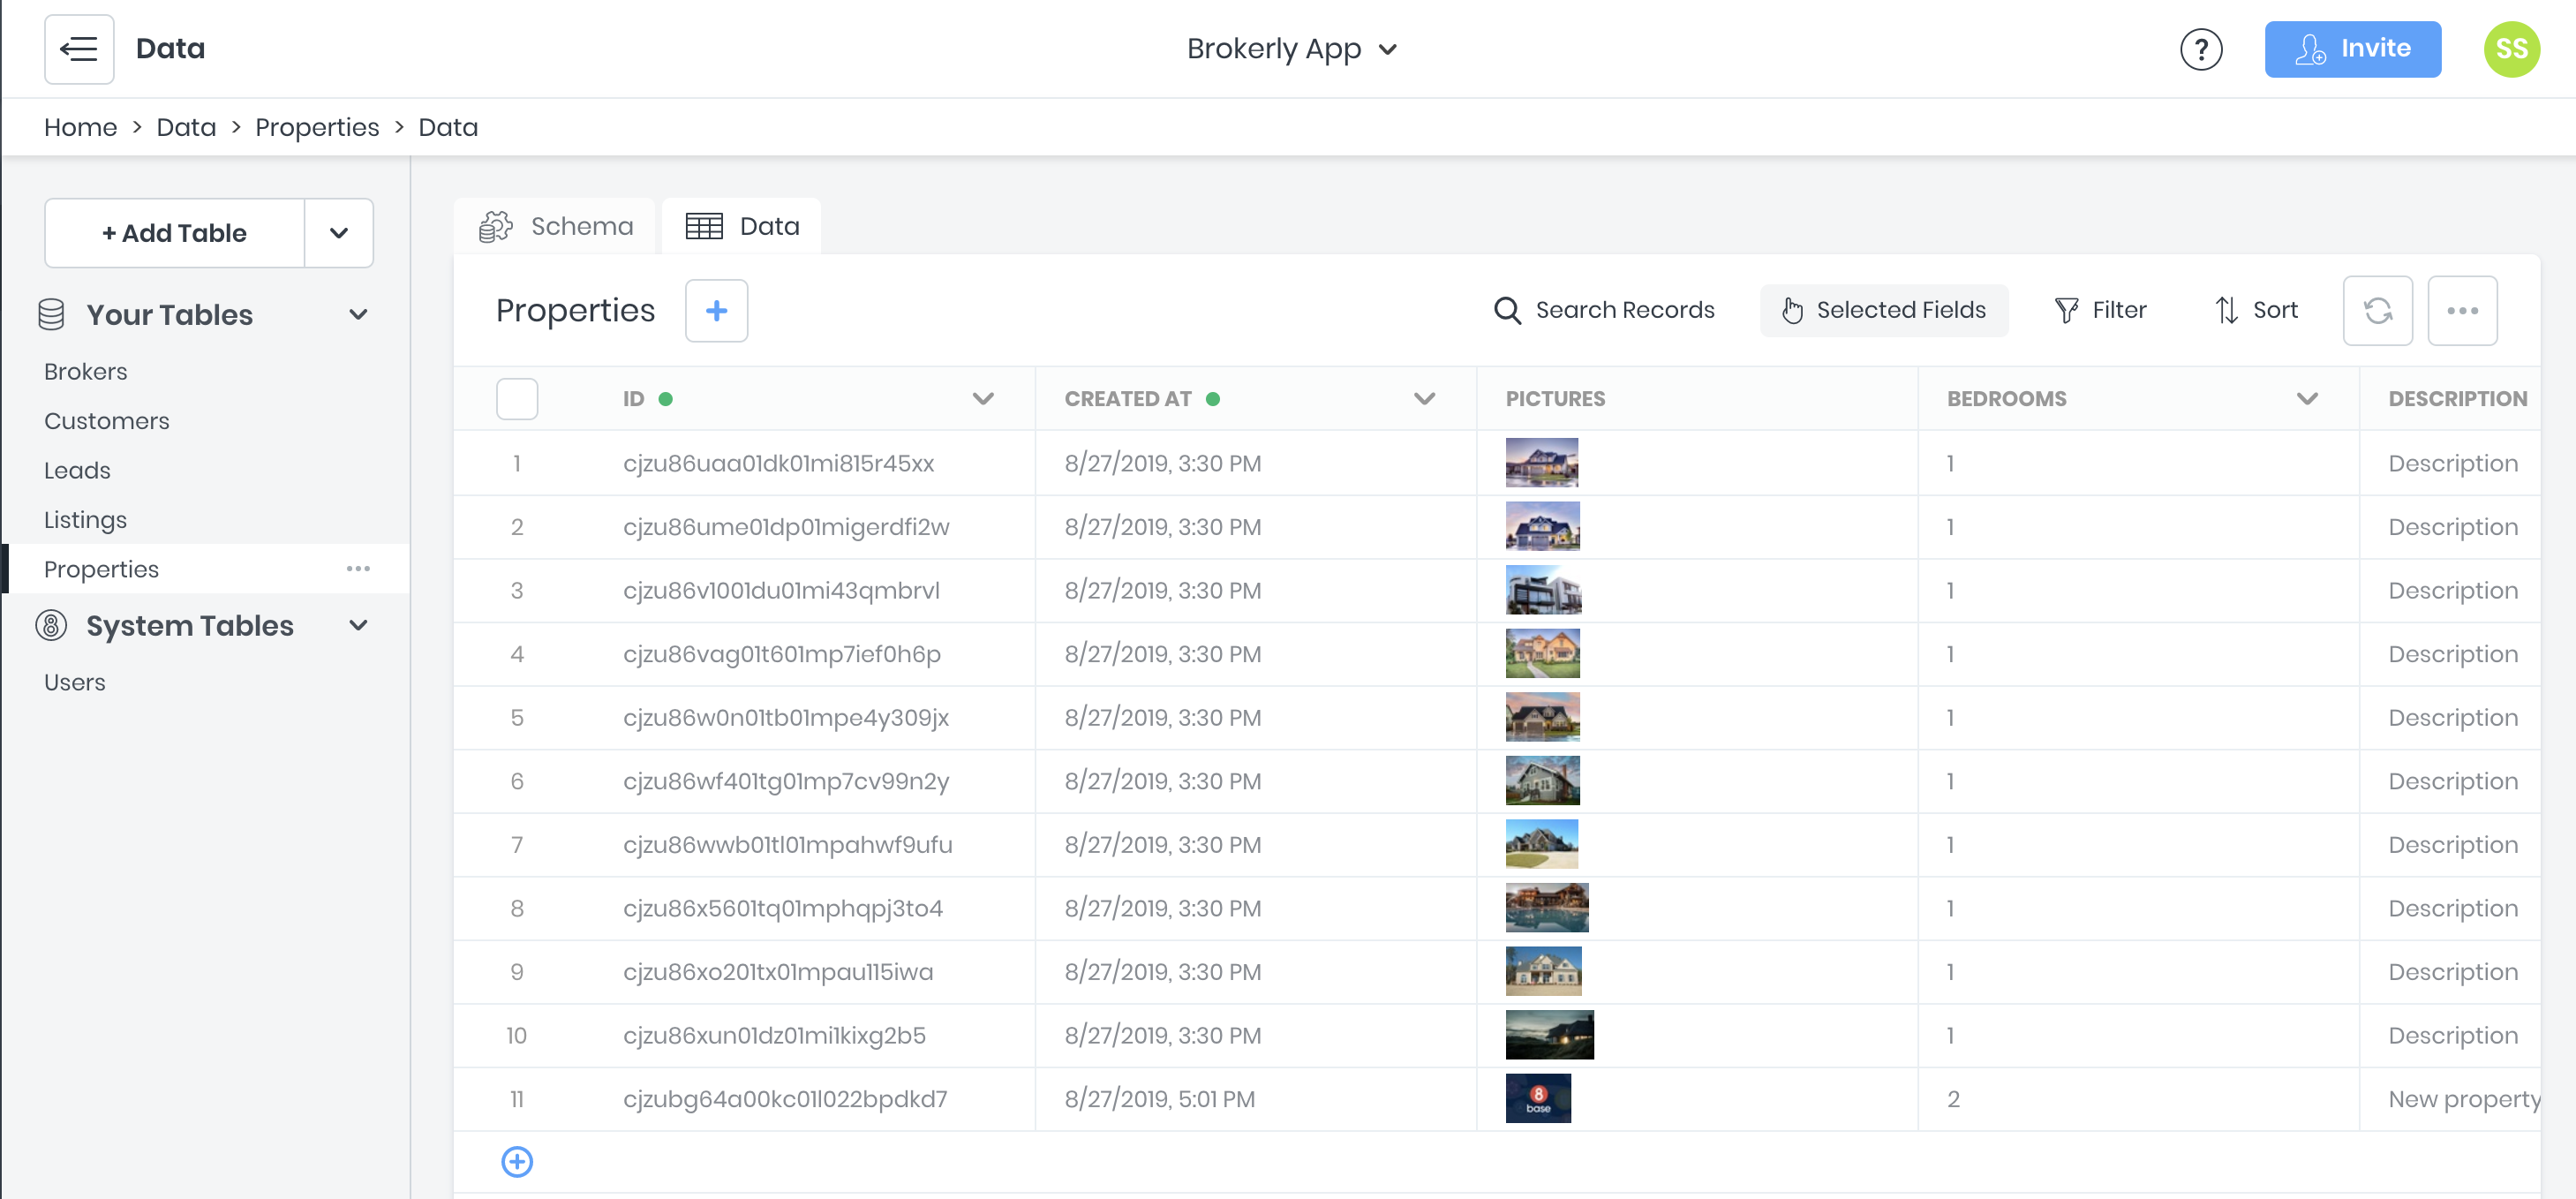 Data
Brokerly App
?
Invite
SS
Home > Data > Properties > Data
+ Add Table
Your Tables
Brokers
Customers
Leads
Listings
Properties
System Tables
Users
Schema
Data
Properties
Search Records
Selected Fields
Filter
Sort
ID CREATED AT PICTURES BEDROOMS DESCRIPTION
1 cjzu86uaa01dk01mi815r45xx 8/27/2019, 3:30 PM 1 Description
2 cjzu86ume01dp01migerdfi2w 8/27/2019, 3:30 PM 1 Description
3 cjzu86v1001du01mi43qmbrvl 8/27/2019, 3:30 PM 1 Description
4 cjzu86vag01t601mp7ief0h6p 8/27/2019, 3:30 PM 1 Description
5 cjzu86w0n01tb01mpe4y309jx 8/27/2019, 3:30 PM 1 Description
6 cjzu86wf401tg01mp7cv99n2y 8/27/2019, 3:30 PM 1 Description
7 cjzu86wwb01tl01mpahwf9ufu 8/27/2019, 3:30 PM 1 Description
8 cjzu86x5601tq01mphqpj3to4 8/27/2019, 3:30 PM 1 Description
9 cjzu86xo201tx01mpau115iwa 8/27/2019, 3:30 PM 1 Description
10 cjzu86xun01dz01mi1kixg2b5 8/27/2019, 3:30 PM 1 Description
11 cjzubg64a00kc01l022bpdkd7 8/27/2019, 5:01 PM 8 base 2 New property